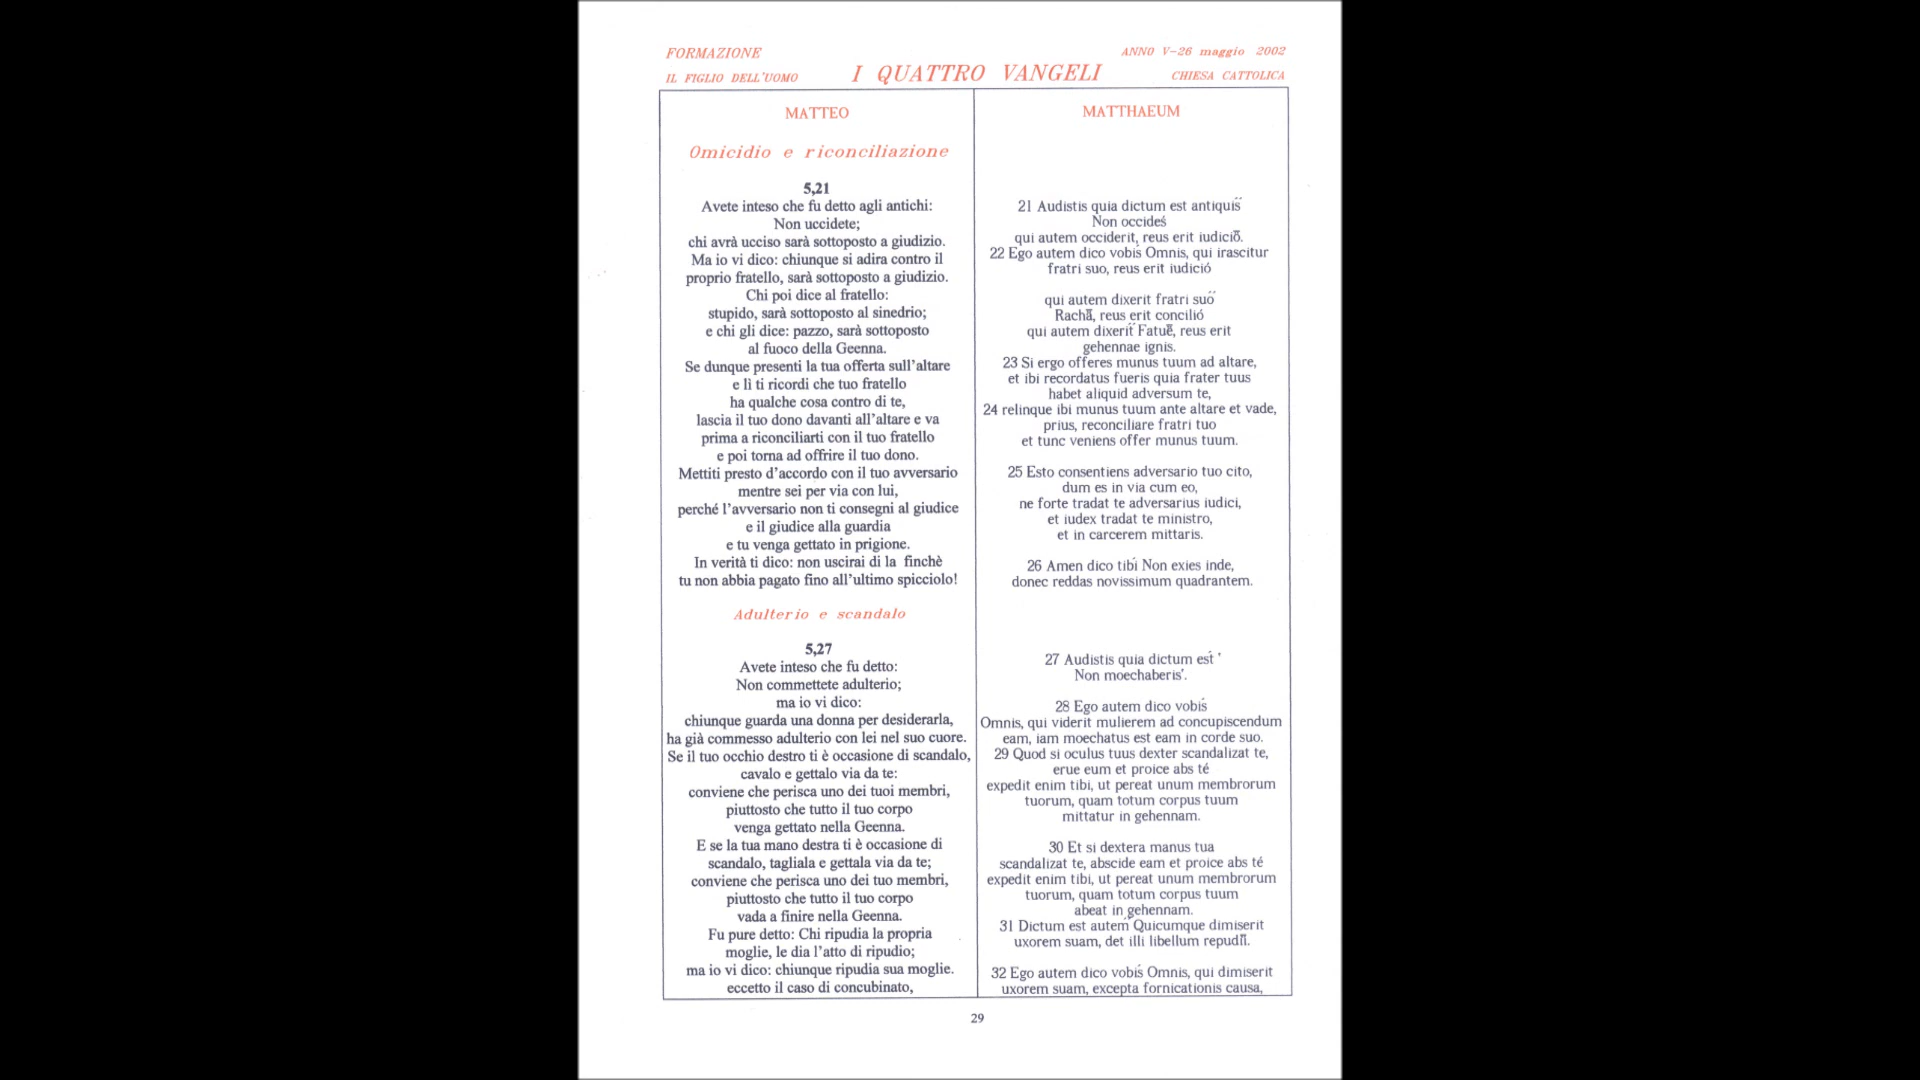 FORMAZIONE
ANNO V-26 maggio 2002
IL FIGLIO DELL'UOMO
I QUATTRO VANGELI
CHIESA CATTOLICA
MATTEO
Omicidio e riconciliazione
5,21
Avete inteso che fu detto agli antichi:
Non uccidete;
chi avrà ucciso sarà sottoposto a giudizio.
Ma io vi dico: chiunque si adira contro il
proprio fratello, sarà sottoposto a giudizio.
Chi poi dice al fratello:
stupido, sarà sottoposto al sinedrio;
e chi gli dice: pazzo, sarà sottoposto
al fuoco della Geenna.
Se dunque presenti la tua offerta sull'altare
e lì ti ricordi che tuo fratello
ha qualche cosa contro di te,
lascia il tuo dono davanti all'altare e va
prima a riconciliarti con il tuo fratello
e poi torna ad offrire il tuo dono.
Mettiti presto d'accordo con il tuo avversario
mentre sei per via con lui,
perché l'avversario non ti consegni al giudice
e il giudice alla guardia
e tu venga gettato in prigione.
In verità ti dico: non uscirai di la finchè
tu non abbia pagato fino all'ultimo spicciolo!
Adulterio e scandalo
5,27
Avete inteso che fu detto:
Non commettete adulterio;
ma io vi dico:
chiunque guarda una donna per desiderarla,
ha già commesso adulterio con lei nel suo cuore.
Se il tuo occhio destro ti è occasione di scandalo,
cavalo e gettalo via da te:
conviene che perisca uno dei tuoi membri,
piuttosto che tutto il tuo corpo
venga gettato nella Geenna.
E se la tua mano destra ti è occasione di
scandalo, tagliala e gettala via da te;
conviene che perisca uno dei tuo membri,
piuttosto che tutto il tuo corpo
vada a finire nella Geenna.
Fu pure detto: Chi ripudia la propria
moglie, le dia l'atto di ripudio;
ma io vi dico: chiunque ripudia sua moglie.
eccetto il caso di concubinato,
MATTHAEUM
21 Audistis quia dictum est antiquis̈
Non occideś
qui autem occiderit, reus erit iudiciō.
22 Ego autem dico vobiś Omnis, qui irascitur
fratri suo, reus erit iudició
qui autem dixerit fratri suö
Rachā, reus erit concilió
qui autem dixerit̋ Fatuē, reus erit
gehennae ignis.
23 Si ergo offeres munus tuum ad altare,
et ibi recordatus fueris quia frater tuus
habet aliquid adversum te,
24 relinque ibi munus tuum ante altare et vade,
prius, reconciliare fratri tuo
et tunc veniens offer munus tuum.
25 Esto consentiens adversario tuo cito,
dum es in via cum eo,
ne forte tradat te adversarius iudici,
et iudex tradat te ministro,
et in carcerem mittaris.
26 Amen dico tibí Non exies inde,
donec reddas novissimum quadrantem.
27 Audistis quia dictum est́ '
Non moechaberis'.
28 Ego autem dico vobiś
Omnis, qui viderit mulierem ad concupiscendum
eam, iam moechatus est eam in corde suo.
29 Quod si oculus tuus dexter scandalizat te,
erue eum et proice abs té
expedit enim tibi, ut pereat unum membrorum
tuorum, quam totum corpus tuum
mittatur in gehennam.
30 Et si dextera manus tua
scandalizat te, abscide eam et proice abs té
expedit enim tibi, ut pereat unum membrorum
tuorum, quam totum corpus tuum
abeat in gehennam.
31 Dictum est autem̋ Quicumque dimiserit
uxorem suam, det illi libellum repudīī.
32 Ego autem dico vobiś Omnis, qui dimiserit
uxorem suam, excepta fornicationis causa,
29